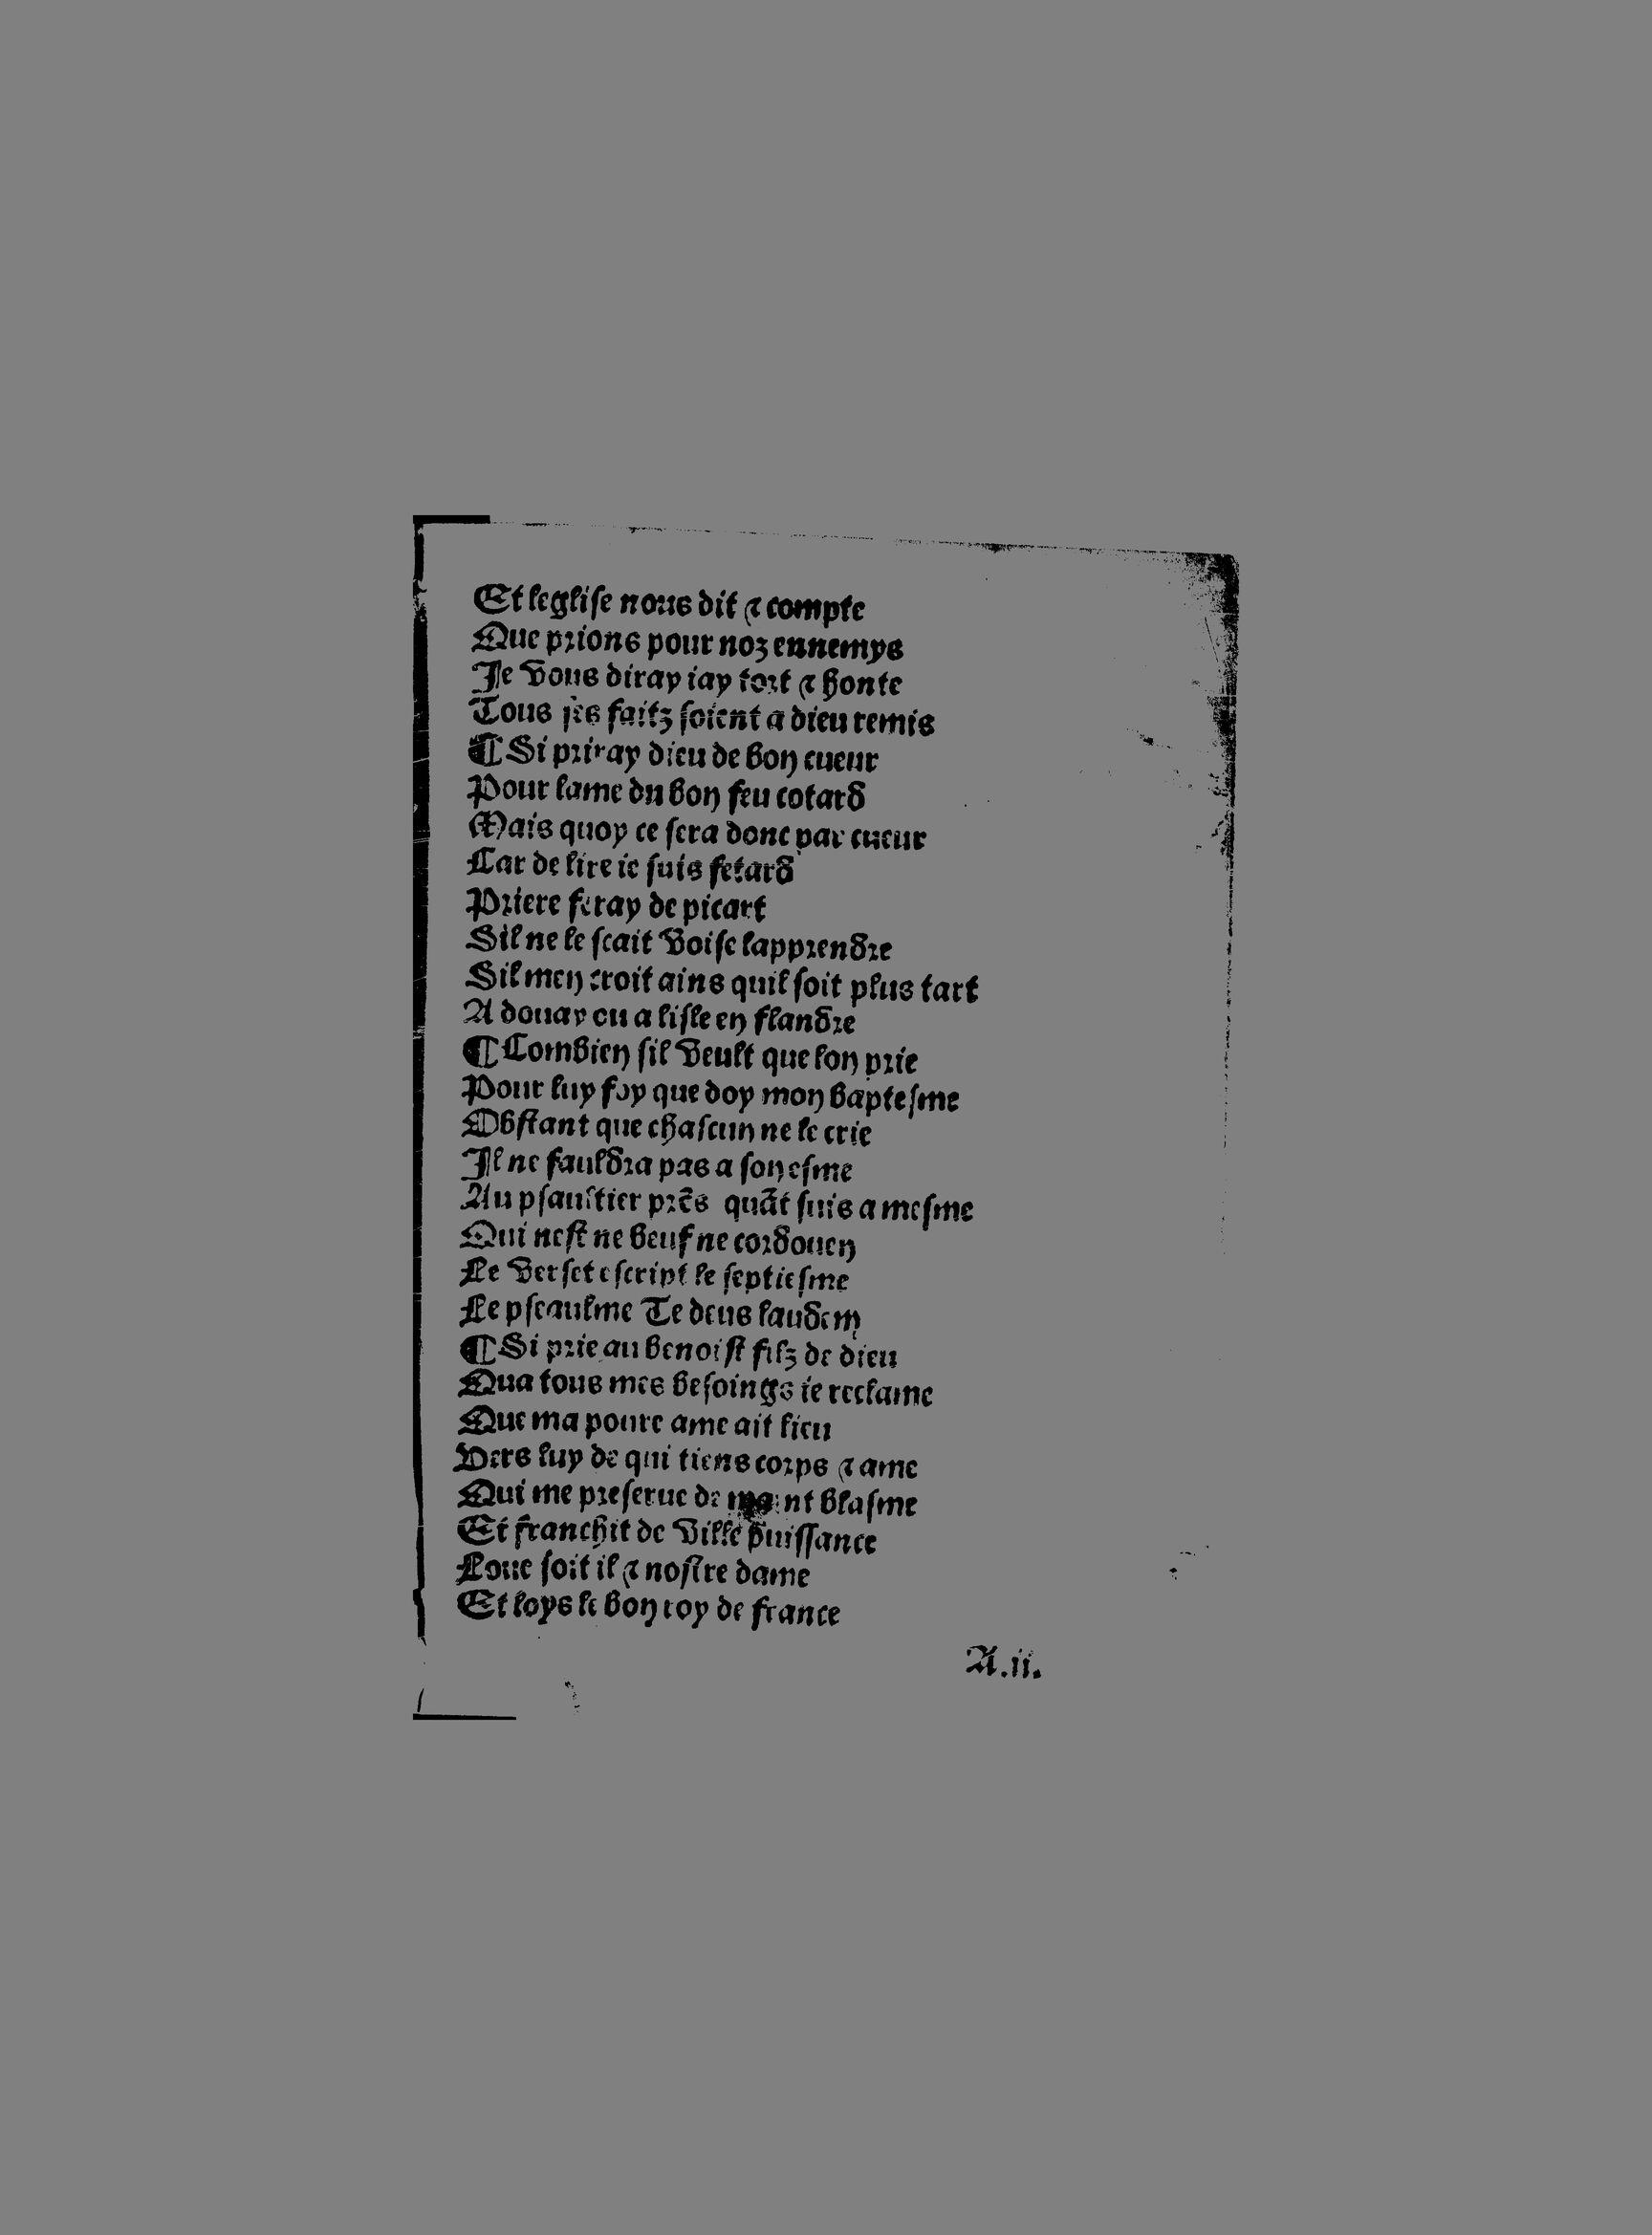 Et leglise nous dit ⁊ compte
Que prions pour noz ennemys
Je vous diray iay tort ⁊ honte
Tous ses faitz soient a dieu remis
¶ Si priray dieu de bon cueur
Pour lame du bon feu cotard
Mais quoy ce sera donc par cueur
Car de lire ie suis fetard
Priere feray de picart
Sil ne le scait voise lapprendre
Sil men croit ains quil soit plus tart
A douay ou a lisle en flandre
¶ Combien sil veult que lon prie
Pour luy foy que doy mon baptesme
Obstant que chascun ne le crie
Il ne fauldra pas a son esme
Au psaultier prēs quāt suis a mesme
Qui nest ne beuf ne cordouen
Le verset escript le septiesme
Le pseaulme Te deus laudem
¶ Si prie au benoist filz de dieu
Qua tous mes besoings ie reclame
Que ma poure ame ait lieu
Vers luy de qui tiens corps ⁊ ame
Qui me preserue de maint blasme
Et franchit de ville puissance
Loue soit il ⁊ nostre dame
Et loys le bon roy de france
A.ii.